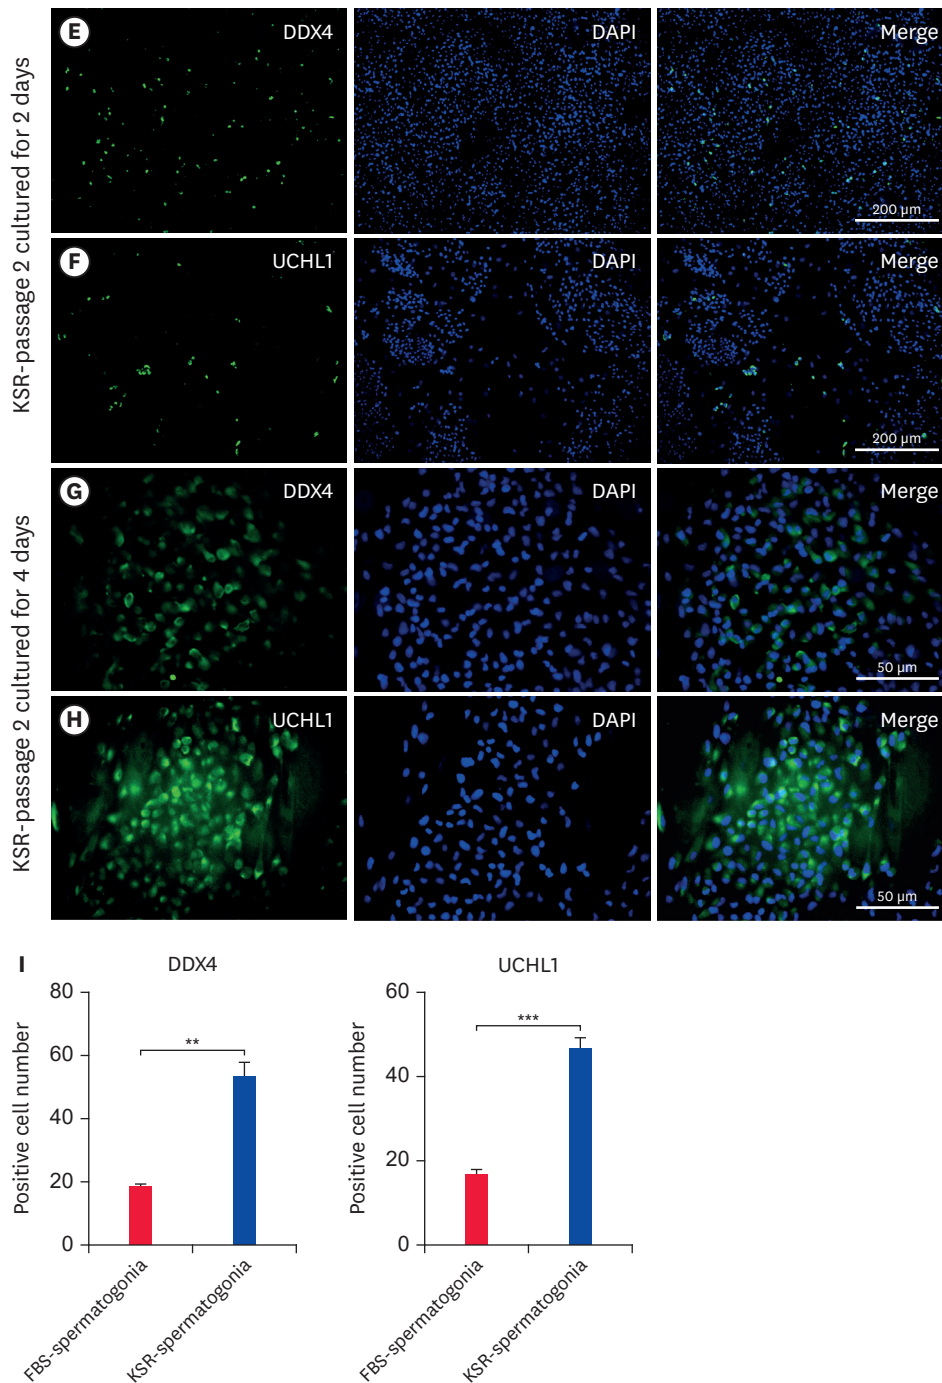 KSR-passage 2 cultured for 2 days
E DDX4 DAPI Merge
200 µm
F UCHL1 DAPI Merge
200 µm
KSR-passage 2 cultured for 4 days
G DDX4 DAPI Merge
50 µm
H UCHL1 DAPI Merge
50 µm
I
DDX4
Positive cell number
80
60
40
20
0
**
FBS-spermatogonia
KSR-spermatogonia
UCHL1
Positive cell number
60
40
20
0
***
FBS-spermatogonia
KSR-spermatogonia